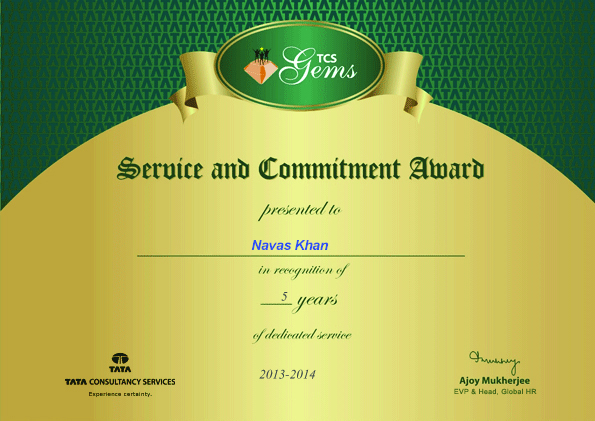 TCS
Gems
Service and Commitment Award
presented to
Navas Khan
in recognition of
5 years
of dedicated service
2013-2014
TATA
TATA CONSULTANCY SERVICES
Experience certainty.
Ajoy Mukherjee
EVP & Head, Global HR